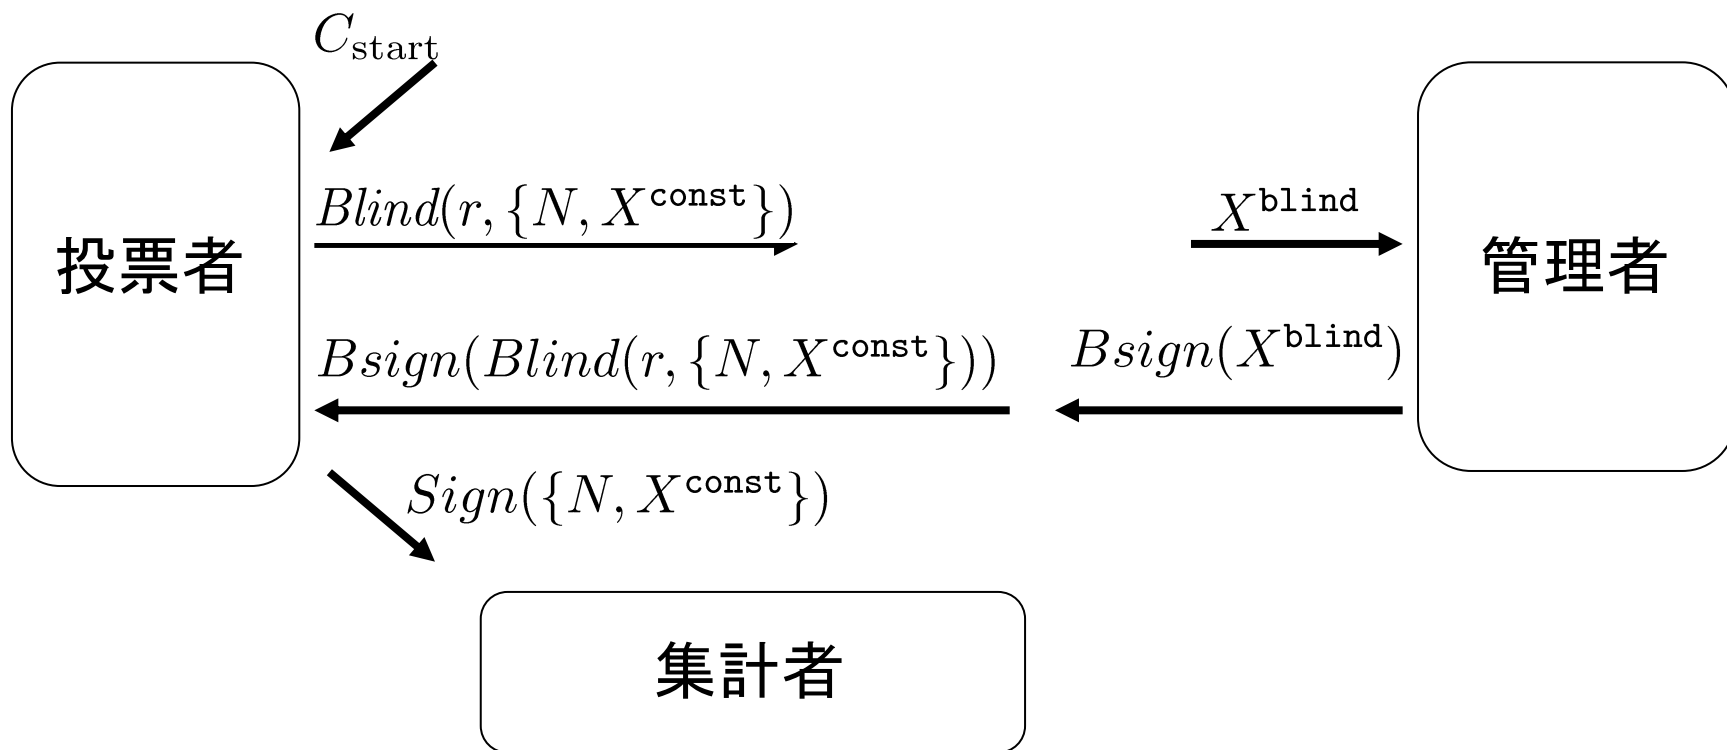 C_start
Blind(r, {N, X^const})
X^blind
投票者
管理者
Bsign(Blind(r, {N, X^const}))
Bsign(X^blind)
Sign({N, X^const})
集計者